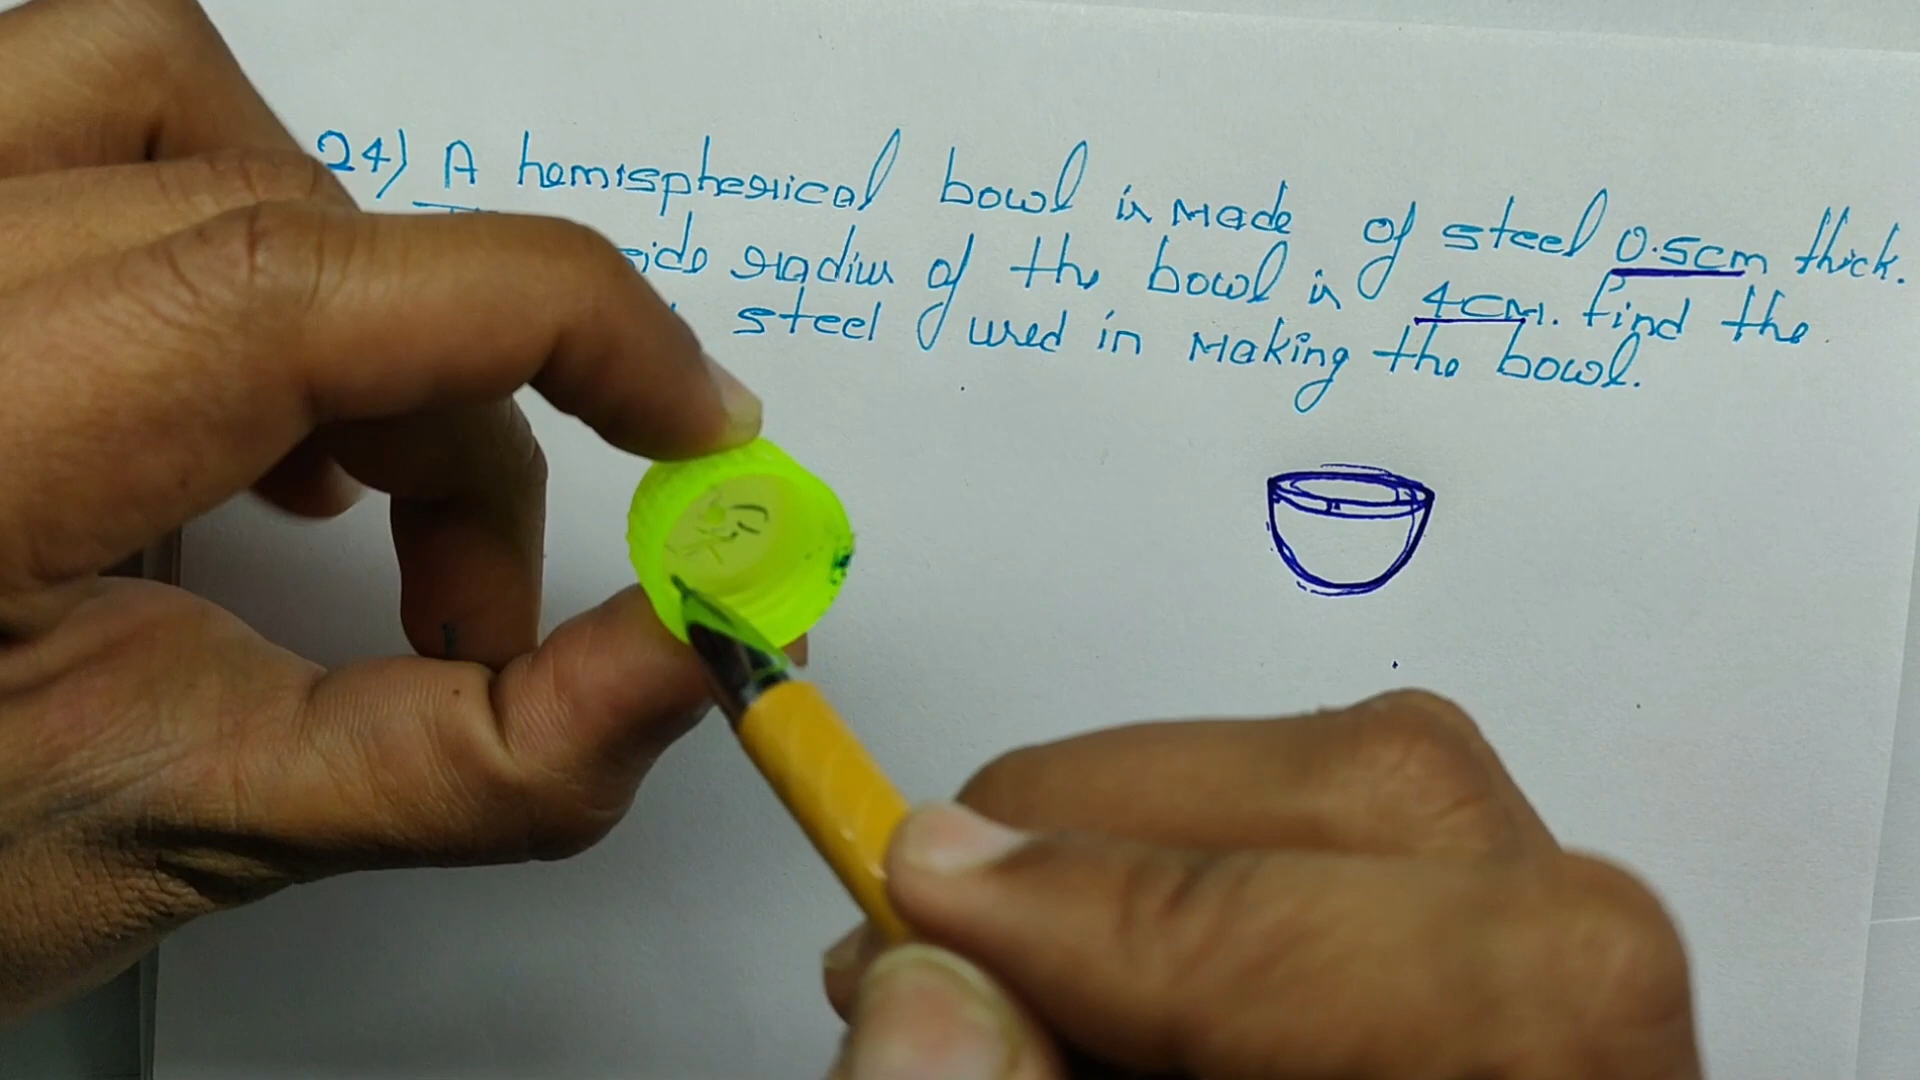 24) A hemispherical bowl is made of steel 0.5cm thick.
radius of the bowl is 4cm. find the
steel used in making the bowl.